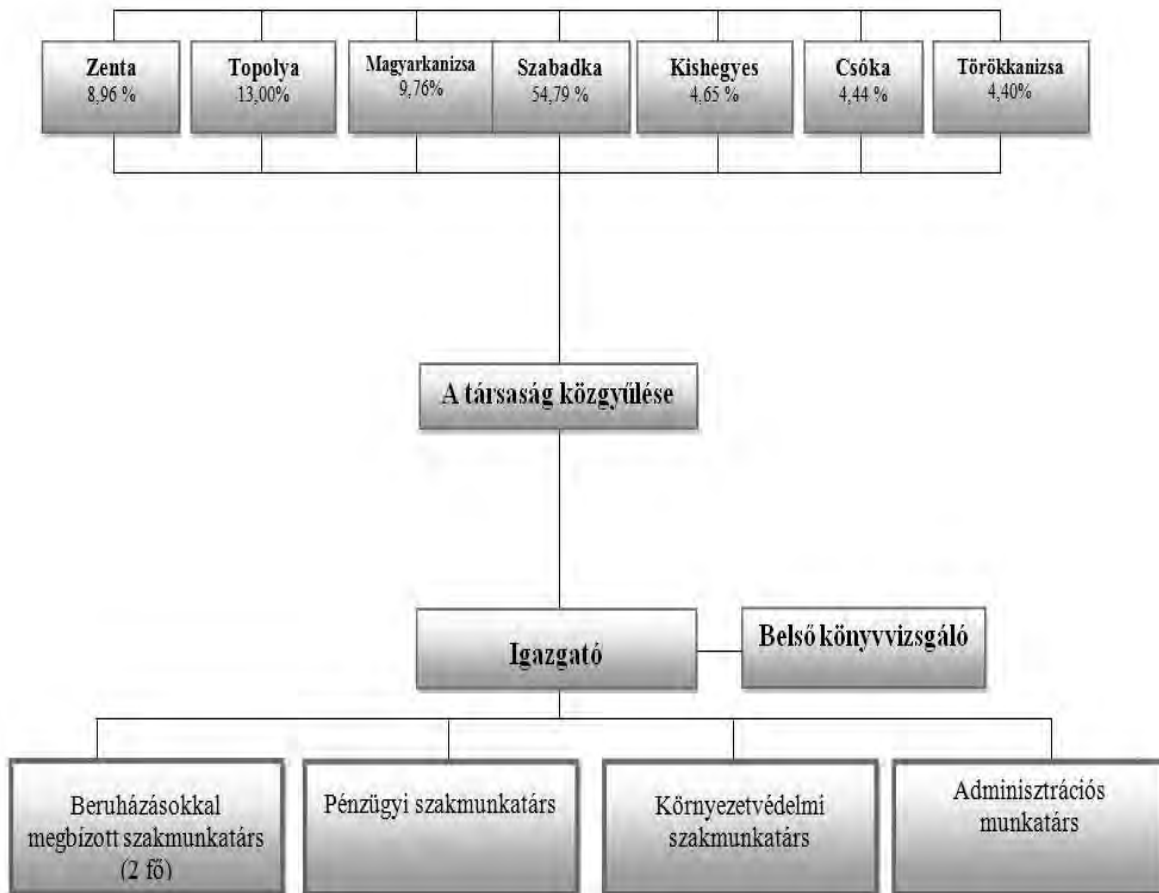 Zenta
8,96 %
Topolya
13,00%
Magyarkanizsa
9,76%
Szabadka
54,79 %
Kishegyes
4,65 %
Csóka
4,44 %
Törökkanizsa
4,40%
A társaság közgyűlése
Igazgató
Belső könyvvizsgáló
Beruházásokkal
megbízott szakmunkatárs
(2 fő)
Pénzügyi szakmunkatárs
Környezetvédelmi
szakmunkatárs
Adminisztrációs
munkatárs